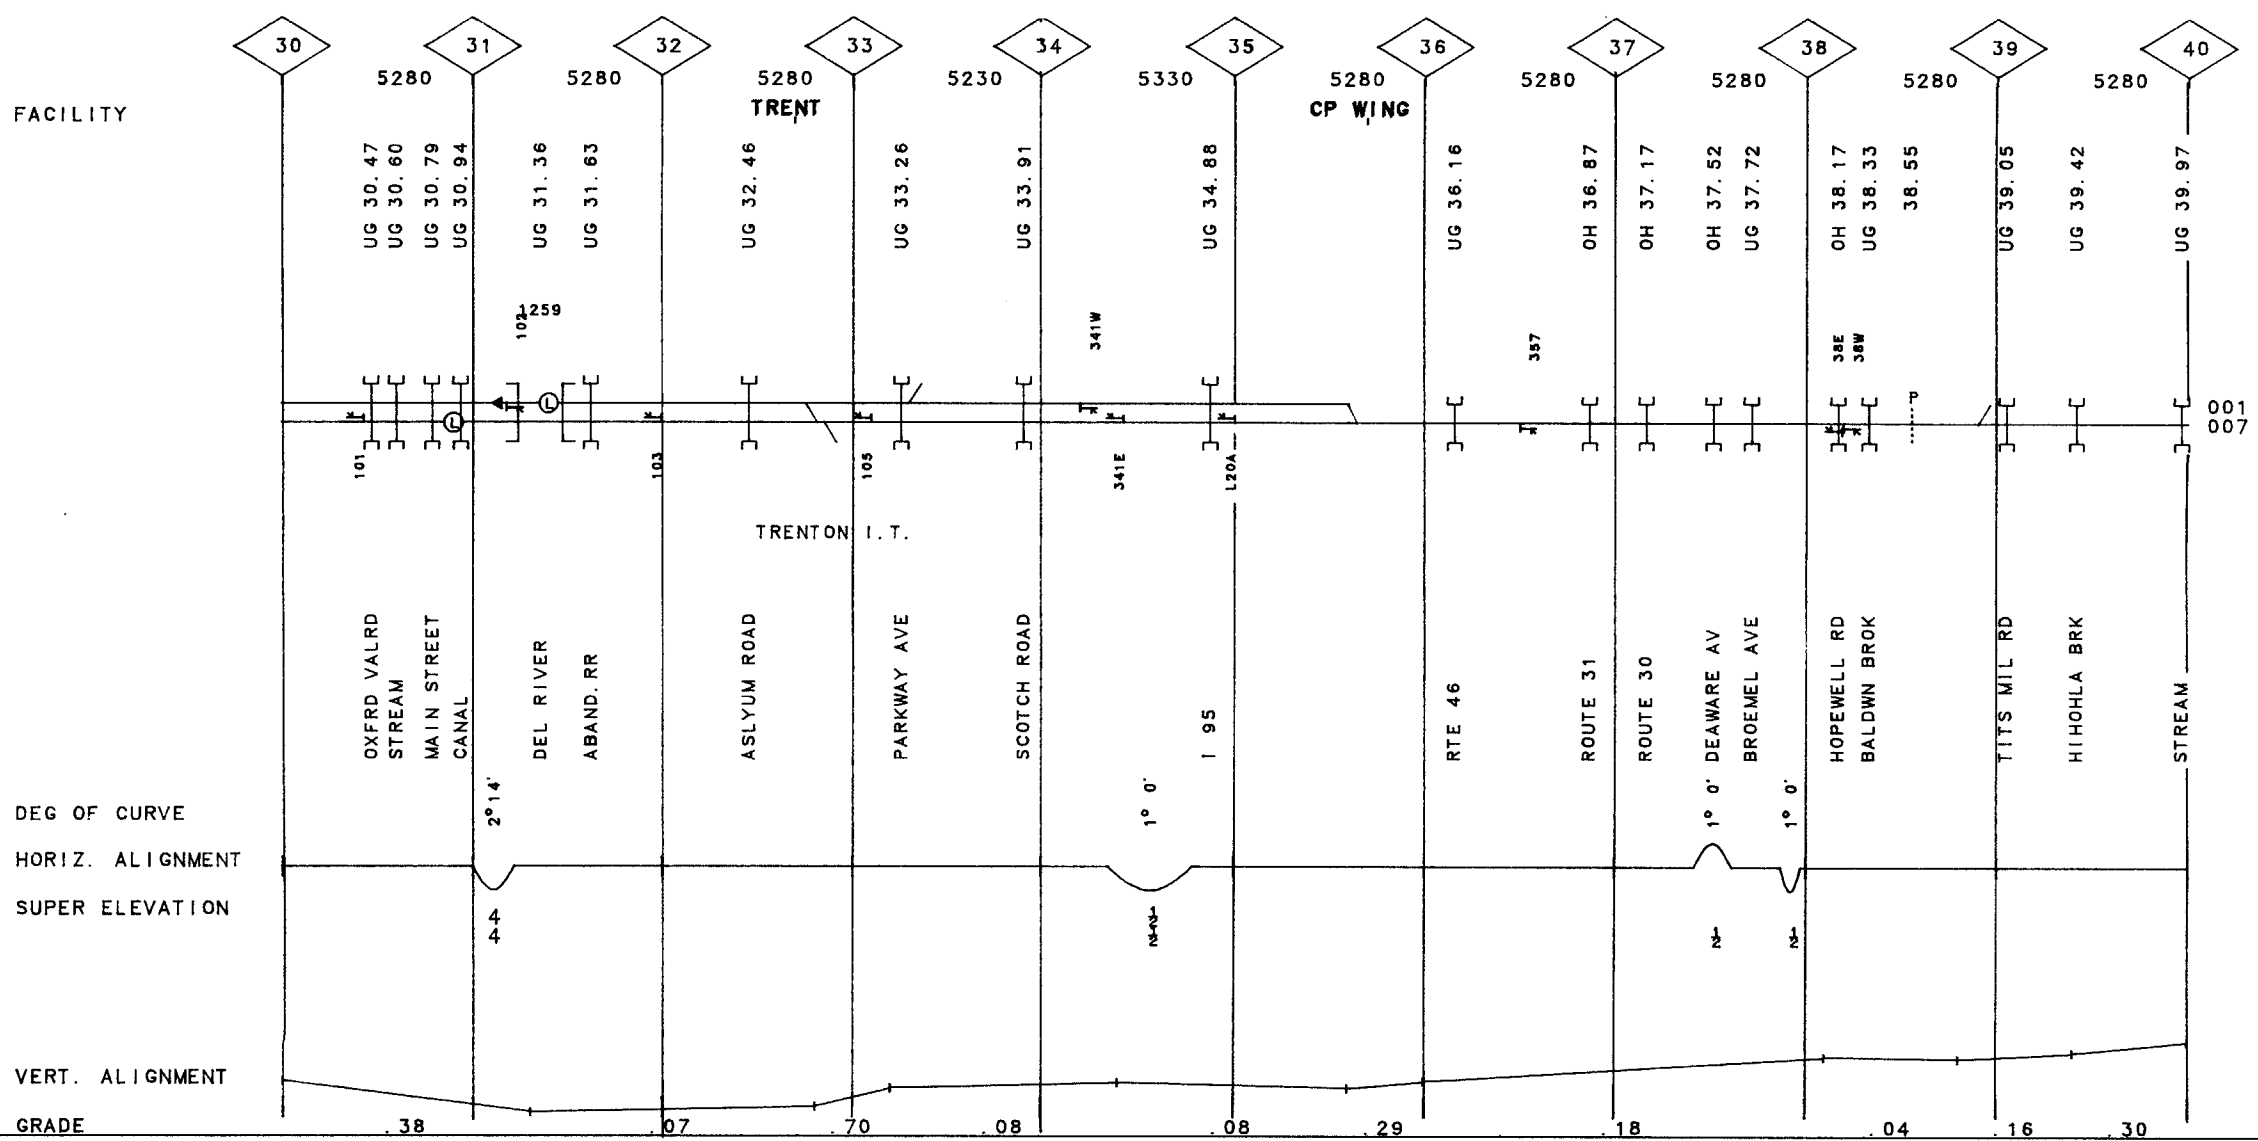 30 31 32 33 34 35 36 37 38 39 40
5280 5280 5280 5230 5330 5280 5280 5280 5280 5280
FACILITY TRENT CP WING
UG 30.47
UG 30.60
UG 30.79
UG 30.94
UG 31.36
UG 31.63
UG 32.46
UG 33.26
UG 33.91
UG 34.88
UG 36.16
OH 36.87
OH 37.17
OH 37.52
UG 37.72
OH 38.17
UG 38.33
38.55
UG 39.05
UG 39.42
UG 39.97
102
1259
341W
357
38E
38W
L
L
P
001
007
101
103
105
341E
L20A
TRENTON I.T.
OXFRD VALRD
STREAM
MAIN STREET
CANAL
DEL RIVER
ABAND.RR
ASLYUM ROAD
PARKWAY AVE
SCOTCH ROAD
I 95
RTE 46
ROUTE 31
ROUTE 30
DEAWARE AV
BROEMEL AVE
HOPEWELL RD
BALDWN BROK
TITS MIL RD
HIHOHLA BRK
STREAM
DEG OF CURVE 2°14' 1° 0' 1° 0' 1° 0'
HORIZ. ALIGNMENT
SUPER ELEVATION
4
4
1/2
1/2
VERT. ALIGNMENT
GRADE .38 .07 .70 .08 .08 .29 .18 .04 .16 .30